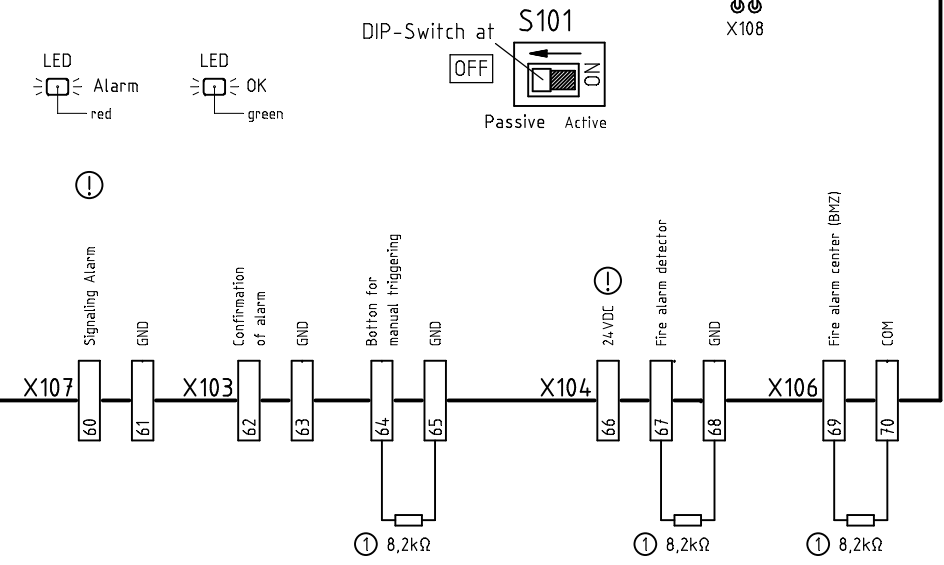 S101
DIP-Switch at
OFF
ON
Passive Active
X108
LED
Alarm
red
LED
OK
green
!
Signaling Alarm
GND
Confirmation
of alarm
GND
Botton for
manual triggering
GND
!
24VDC
Fire alarm detector
GND
Fire alarm center (BMZ)
COM
X107
60
61
X103
62
63
64
65
X104
66
67
68
X106
69
70
1 8,2kΩ
1 8,2kΩ
1 8,2kΩ